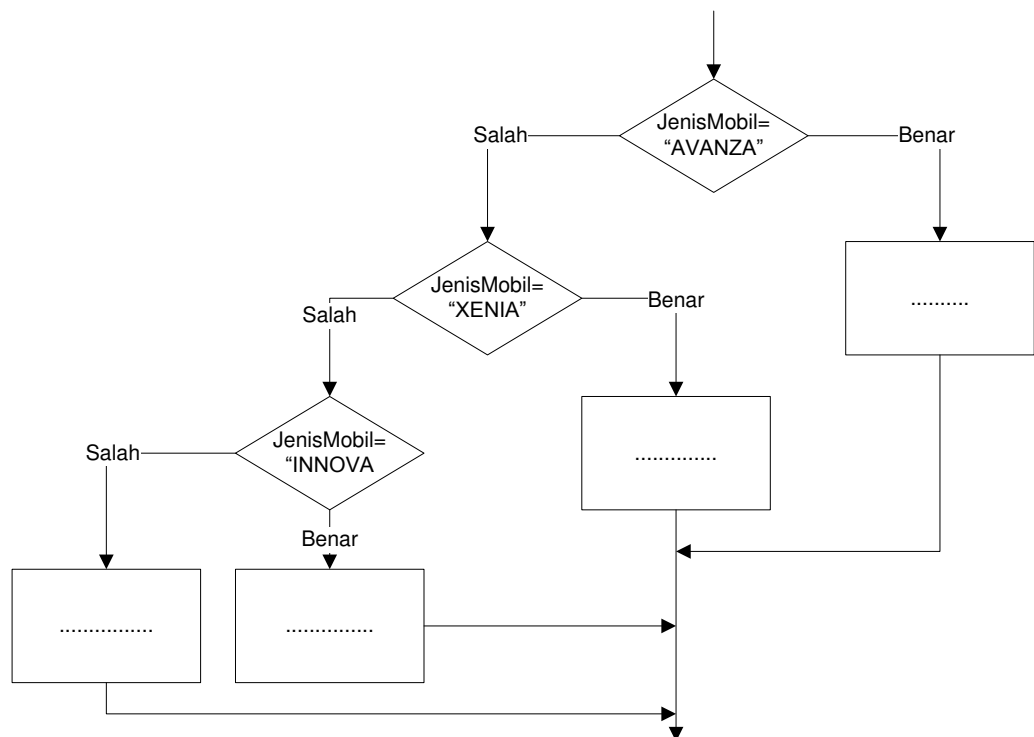 JenisMobil=
“AVANZA”
Salah
Benar
JenisMobil=
“XENIA”
Salah
Benar
..........
JenisMobil=
“INNOVA
Salah
Benar
..............
................
...............